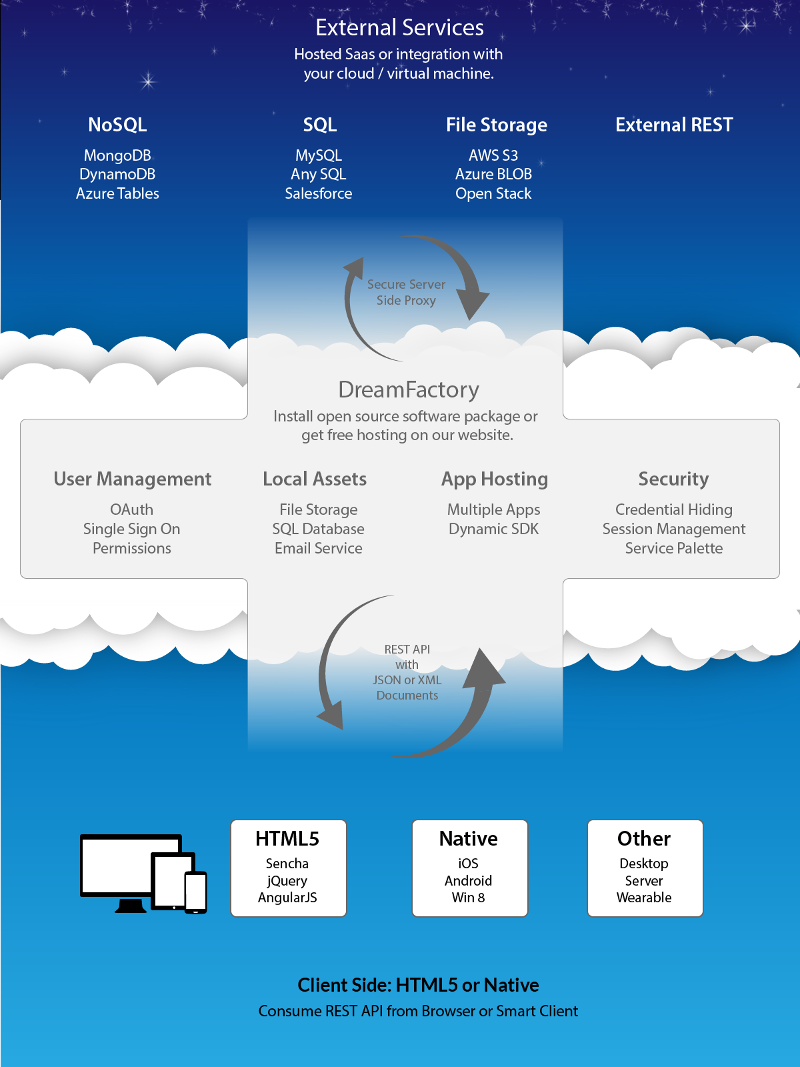 External Services
Hosted Saas or integration with
your cloud / virtual machine.
NoSQL
MongoDB
DynamoDB
Azure Tables
SQL
MySQL
Any SQL
Salesforce
File Storage
AWS S3
Azure BLOB
Open Stack
External REST
Secure Server
Side Proxy
DreamFactory
Install open source software package or
get free hosting on our website.
User Management
OAuth
Single Sign On
Permissions
Local Assets
File Storage
SQL Database
Email Service
App Hosting
Multiple Apps
Dynamic SDK
Security
Credential Hiding
Session Management
Service Palette
REST API
with
JSON or XML
Documents
HTML5
Sencha
jQuery
AngularJS
Native
iOS
Android
Win 8
Other
Desktop
Server
Wearable
Client Side: HTML5 or Native
Consume REST API from Browser or Smart Client